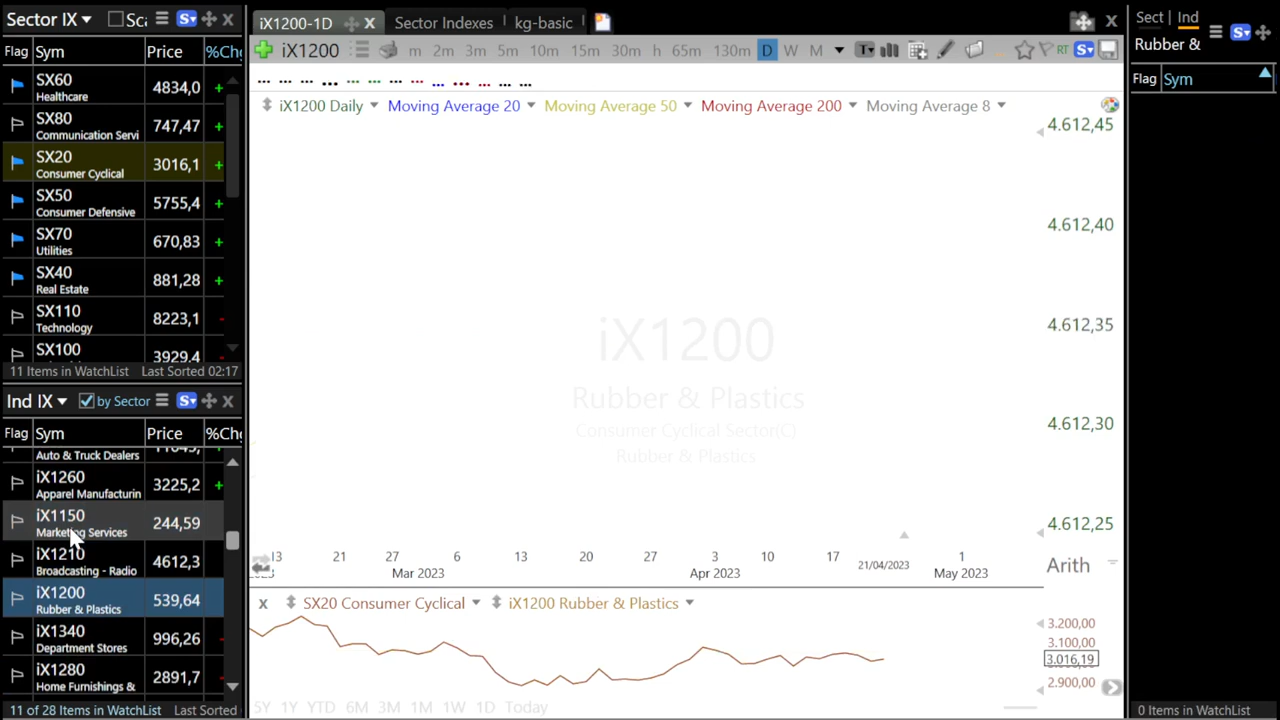 Sector IX
Sca
Flag Sym Price %Chg
SX60 4834,0 +
Healthcare
SX80 747,47 +
Communication Servi
SX20 3016,1 +
Consumer Cyclical
SX50 5755,4 +
Consumer Defensive
SX70 670,83 +
Utilities
SX40 881,28 +
Real Estate
SX110 8223,1 -
Technology
SX100 3929,4
11 Items in WatchList Last Sorted 02:17
Ind IX by Sector
Flag Sym Price %Chg
Auto & Truck Dealers
iX1260 3225,2 +
Apparel Manufacturin
iX1150 244,59
Marketing Services
iX1210 4612,3
Broadcasting - Radio
iX1200 539,64
Rubber & Plastics
iX1340 996,26 -
Department Stores
iX1280 2891,7 -
Home Furnishings &
11 of 28 Items in WatchList Last Sorted
iX1200-1D x Sector Indexes kg-basic
iX1200 m 2m 3m 5m 10m 15m 30m h 65m 130m D W M T RT S
iX1200 Daily Moving Average 20 Moving Average 50 Moving Average 200 Moving Average 8
4.612,45
4.612,40
4.612,35
4.612,30
4.612,25
iX1200
Rubber & Plastics
Consumer Cyclical Sector(C)
Rubber & Plastics
13 21 27 6 13 20 27 3 10 17 21/04/2023 1
Mar 2023 Apr 2023 May 2023
Arith
x SX20 Consumer Cyclical iX1200 Rubber & Plastics
3.200,00
3.100,00
3.016,19
2.900,00
5Y 1Y YTD 6M 3M 1M 1W 1D Today
Sect Ind
Rubber &
Flag Sym
0 Items in WatchList